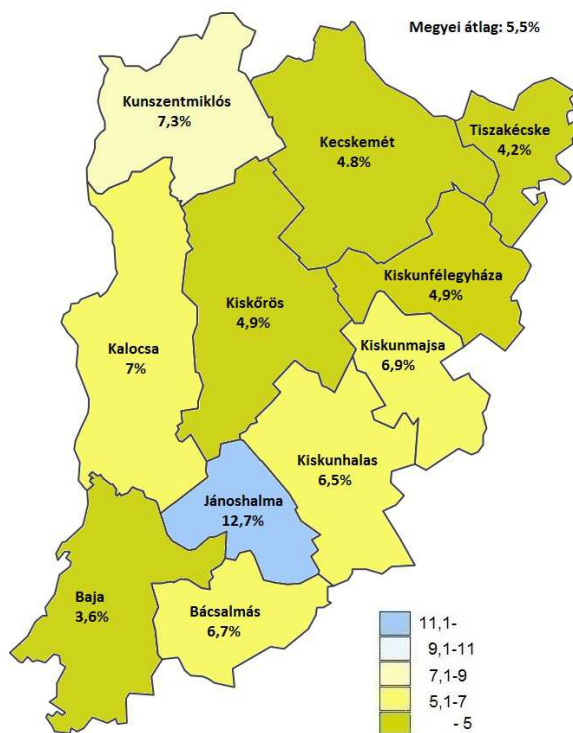 Megyei átlag: 5,5%
Kunszentmiklós
7,3%
Kecskemét
4.8%
Tiszakécske
4,2%
Kiskunfélegyháza
4,9%
Kiskőrös
4,9%
Kalocsa
7%
Kiskunmajsa
6,9%
Kiskunhalas
6,5%
Jánoshalma
12,7%
Baja
3,6%
Bácsalmás
6,7%
11,1-
9,1-11
7,1-9
5,1-7
- 5